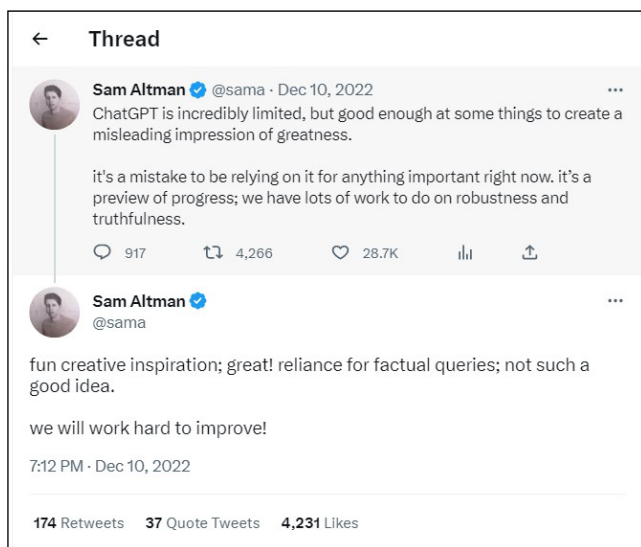 Thread
Sam Altman @sama · Dec 10, 2022
ChatGPT is incredibly limited, but good enough at some things to create a
misleading impression of greatness.
it's a mistake to be relying on it for anything important right now. it’s a
preview of progress; we have lots of work to do on robustness and
truthfulness.
917 4,266 28.7K
Sam Altman
@sama
fun creative inspiration; great! reliance for factual queries; not such a
good idea.
we will work hard to improve!
7:12 PM · Dec 10, 2022
174 Retweets 37 Quote Tweets 4,231 Likes